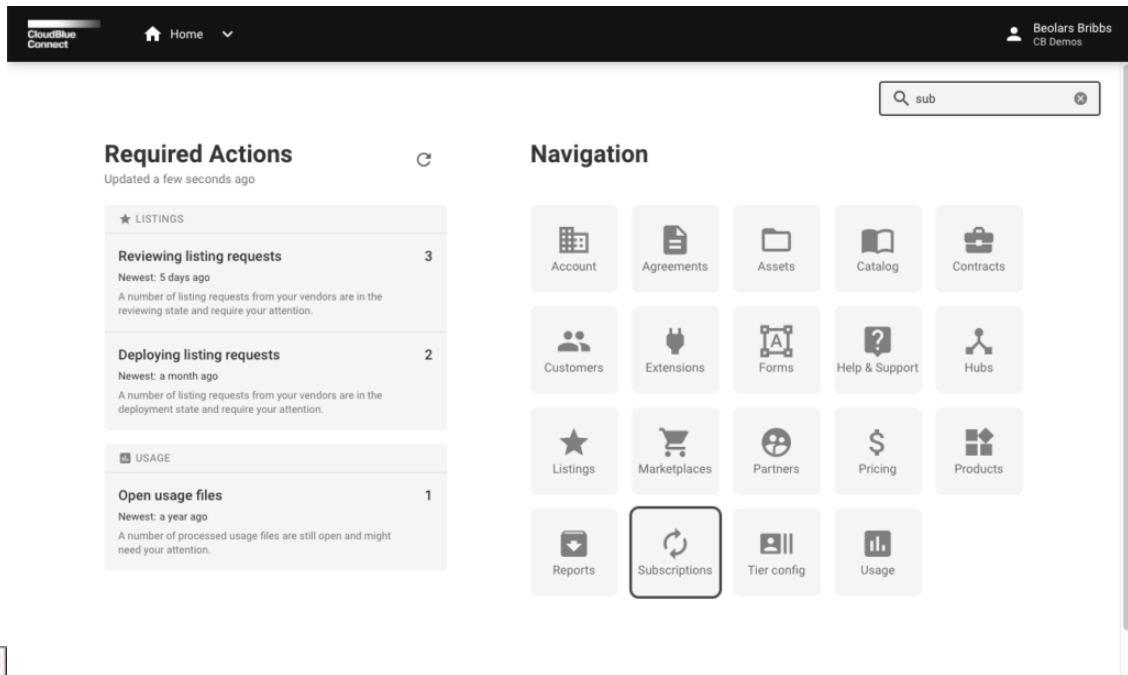 CloudBlue
Connect
Home
Beolars Bribbs
CB Demos
sub
Required Actions
Updated a few seconds ago
LISTINGS
Reviewing listing requests 3
Newest: 5 days ago
A number of listing requests from your vendors are in the
reviewing state and require your attention.
Deploying listing requests 2
Newest: a month ago
A number of listing requests from your vendors are in the
deployment state and require your attention.
USAGE
Open usage files 1
Newest: a year ago
A number of processed usage files are still open and might
need your attention.
Navigation
Account Agreements Assets Catalog Contracts
Customers Extensions Forms Help & Support Hubs
Listings Marketplaces Partners Pricing Products
Reports Subscriptions Tier config Usage